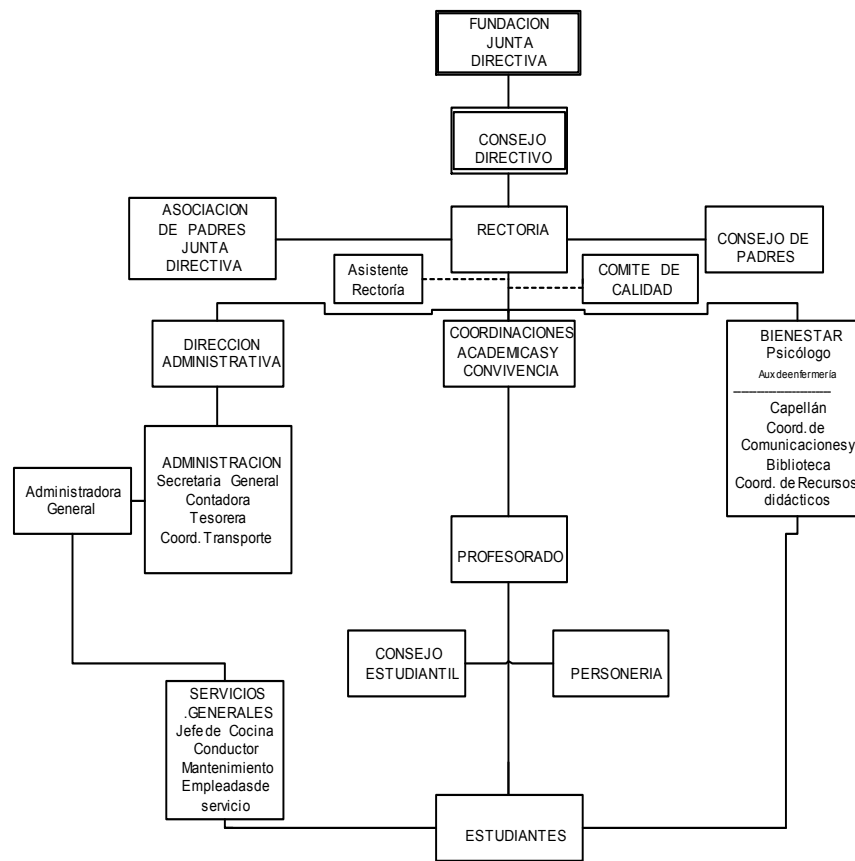 FUNDACION
JUNTA
DIRECTIVA
CONSEJO
DIRECTIVO
ASOCIACION
DE PADRES
JUNTA
DIRECTIVA
RECTORIA
CONSEJO DE
PADRES
Asistente
Rectoría
COMITE DE
CALIDAD
DIRECCION
ADMINISTRATIVA
COORDINACIONES
ACADEMICASY
CONVIVENCIA
BIENESTAR
Psicólogo
Auxdeenfermería
Capellán
Coord. de
Comunicacionesy
Biblioteca
Coord. de Recursos
didácticos
ADMINISTRACION
Secretaria General
Contadora
Tesorera
Coord. Transporte
Administradora
General
PROFESORADO
CONSEJO
ESTUDIANTIL
PERSONERIA
SERVICIOS
.GENERALES
Jefe de Cocina
Conductor
Mantenimiento
Empleadasde
servicio
ESTUDIANTES